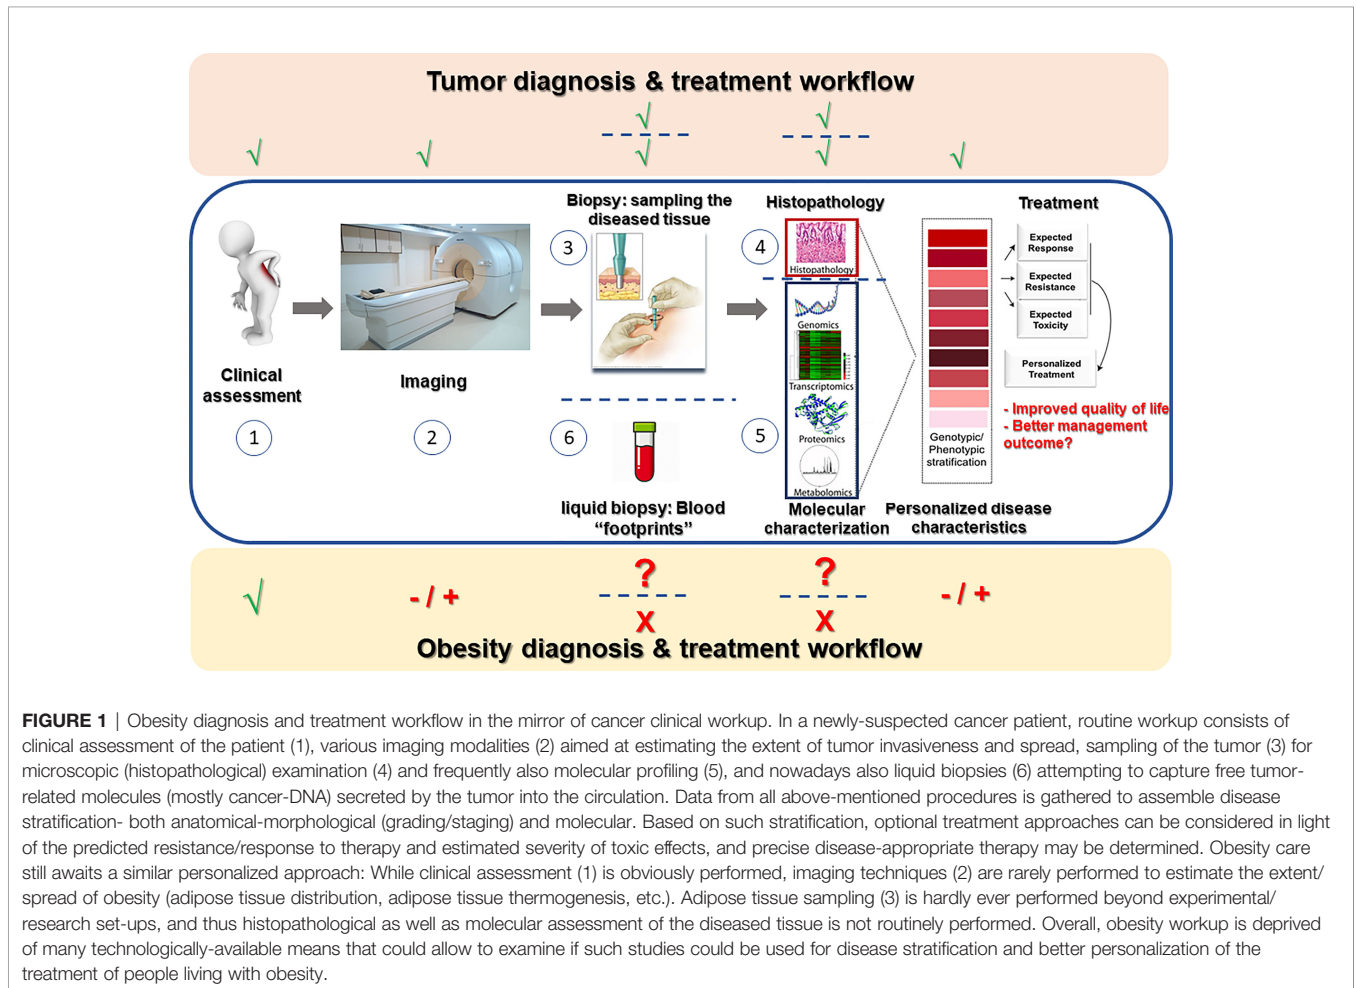 Tumor diagnosis & treatment workflow
√ √ √ √ √
√ √
Biopsy: sampling the
diseased tissue
Histopathology
Treatment
3
4
Histopathology
Expected
Response
Expected
Resistance
Expected
Toxicity
Genomics
Transcriptomics
Personalized
Treatment
Clinical
assessment
Imaging
- Improved quality of life
- Better management
outcome?
1
2
6
5
Proteomics
Metabolomics
Genotypic/
Phenotypic
stratification
liquid biopsy: Blood
“footprints”
Molecular
characterization
Personalized disease
characteristics
√ - / + ? ? - / +
X X
Obesity diagnosis & treatment workflow
FIGURE 1 | Obesity diagnosis and treatment workflow in the mirror of cancer clinical workup. In a newly-suspected cancer patient, routine workup consists of
clinical assessment of the patient (1), various imaging modalities (2) aimed at estimating the extent of tumor invasiveness and spread, sampling of the tumor (3) for
microscopic (histopathological) examination (4) and frequently also molecular profiling (5), and nowadays also liquid biopsies (6) attempting to capture free tumor-
related molecules (mostly cancer-DNA) secreted by the tumor into the circulation. Data from all above-mentioned procedures is gathered to assemble disease
stratification- both anatomical-morphological (grading/staging) and molecular. Based on such stratification, optional treatment approaches can be considered in light
of the predicted resistance/response to therapy and estimated severity of toxic effects, and precise disease-appropriate therapy may be determined. Obesity care
still awaits a similar personalized approach: While clinical assessment (1) is obviously performed, imaging techniques (2) are rarely performed to estimate the extent/
spread of obesity (adipose tissue distribution, adipose tissue thermogenesis, etc.). Adipose tissue sampling (3) is hardly ever performed beyond experimental/
research set-ups, and thus histopathological as well as molecular assessment of the diseased tissue is not routinely performed. Overall, obesity workup is deprived
of many technologically-available means that could allow to examine if such studies could be used for disease stratification and better personalization of the
treatment of people living with obesity.